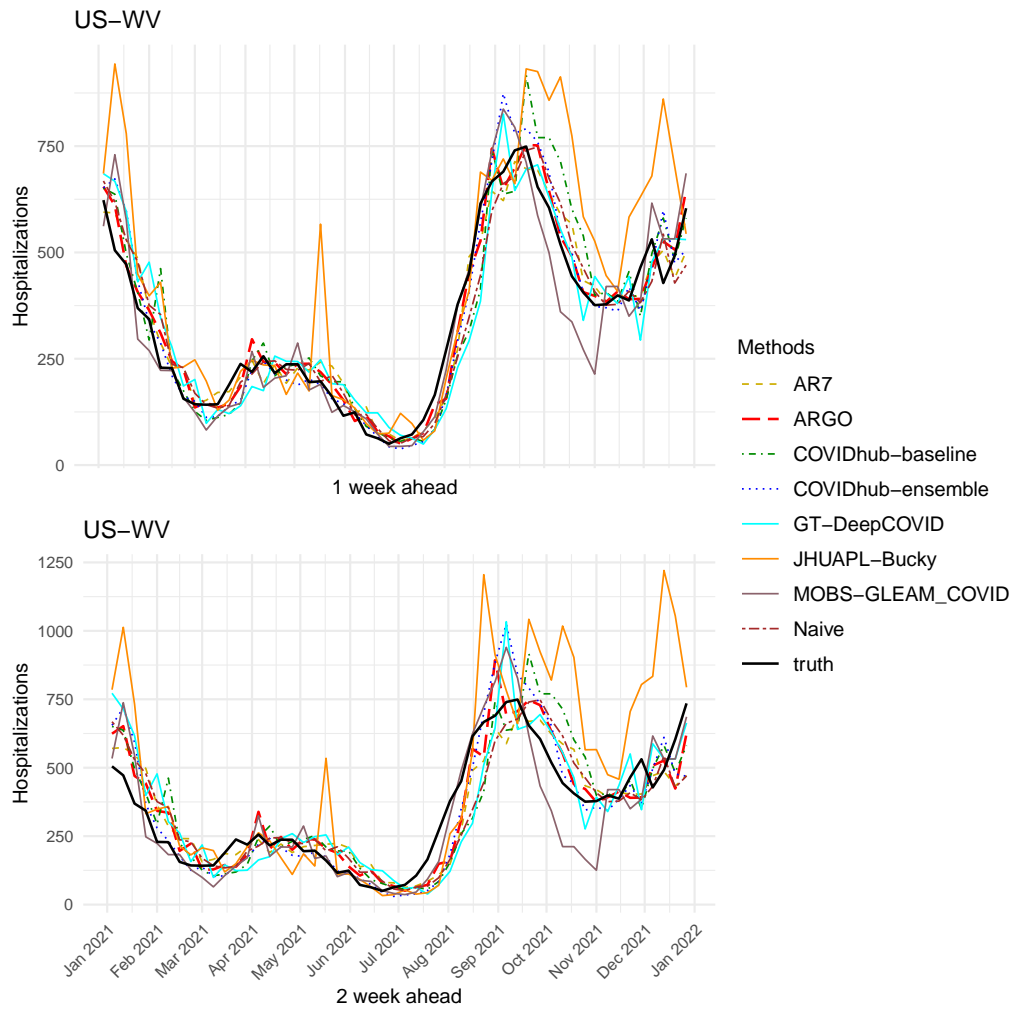 US−WV
Hospitalizations
750
500
250
0
1 week ahead
US−WV
Hospitalizations
1250
1000
750
500
250
0
Jan 2021
Feb 2021
Mar 2021
Apr 2021
May 2021
Jun 2021
Jul 2021
Aug 2021
Sep 2021
Oct 2021
Nov 2021
Dec 2021
Jan 2022
2 week ahead
Methods
AR7
ARGO
COVIDhub−baseline
COVIDhub−ensemble
GT−DeepCOVID
JHUAPL−Bucky
MOBS−GLEAM_COVID
Naive
truth